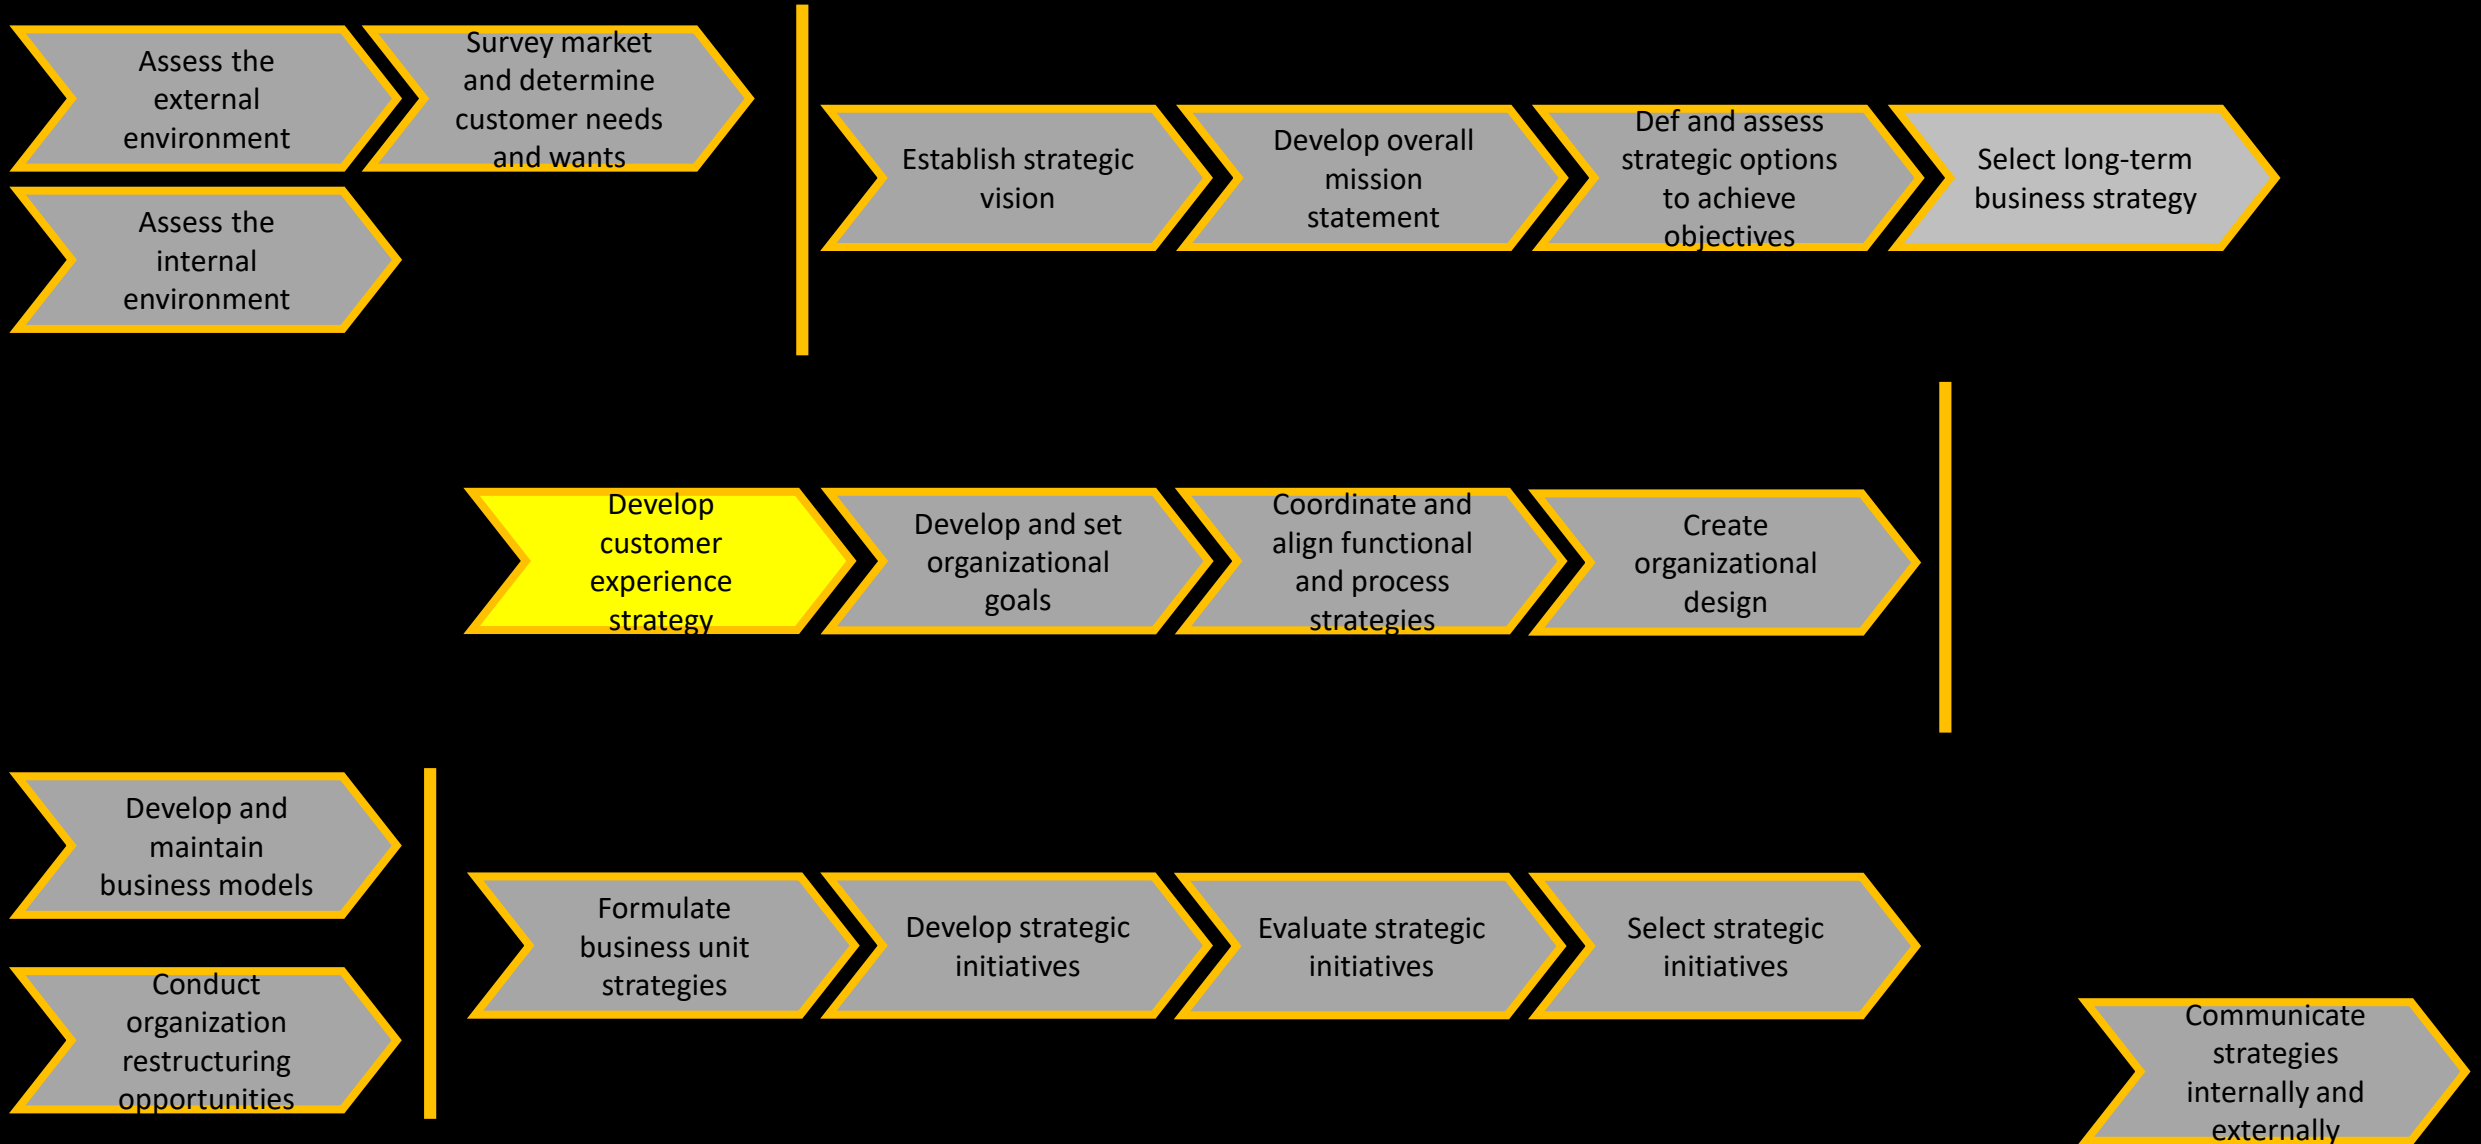 Assess the
external
environment
Survey market
and determine
customer needs
and wants
Assess the
internal
environment
Establish strategic
vision
Develop overall
mission
statement
Def and assess
strategic options
to achieve
objectives
Select long-term
business strategy
Develop
customer
experience
strategy
Develop and set
organizational
goals
Coordinate and
align functional
and process
strategies
Create
organizational
design
Develop and
maintain
business models
Conduct
organization
restructuring
opportunities
Formulate
business unit
strategies
Develop strategic
initiatives
Evaluate strategic
initiatives
Select strategic
initiatives
Communicate
strategies
internally and
externally